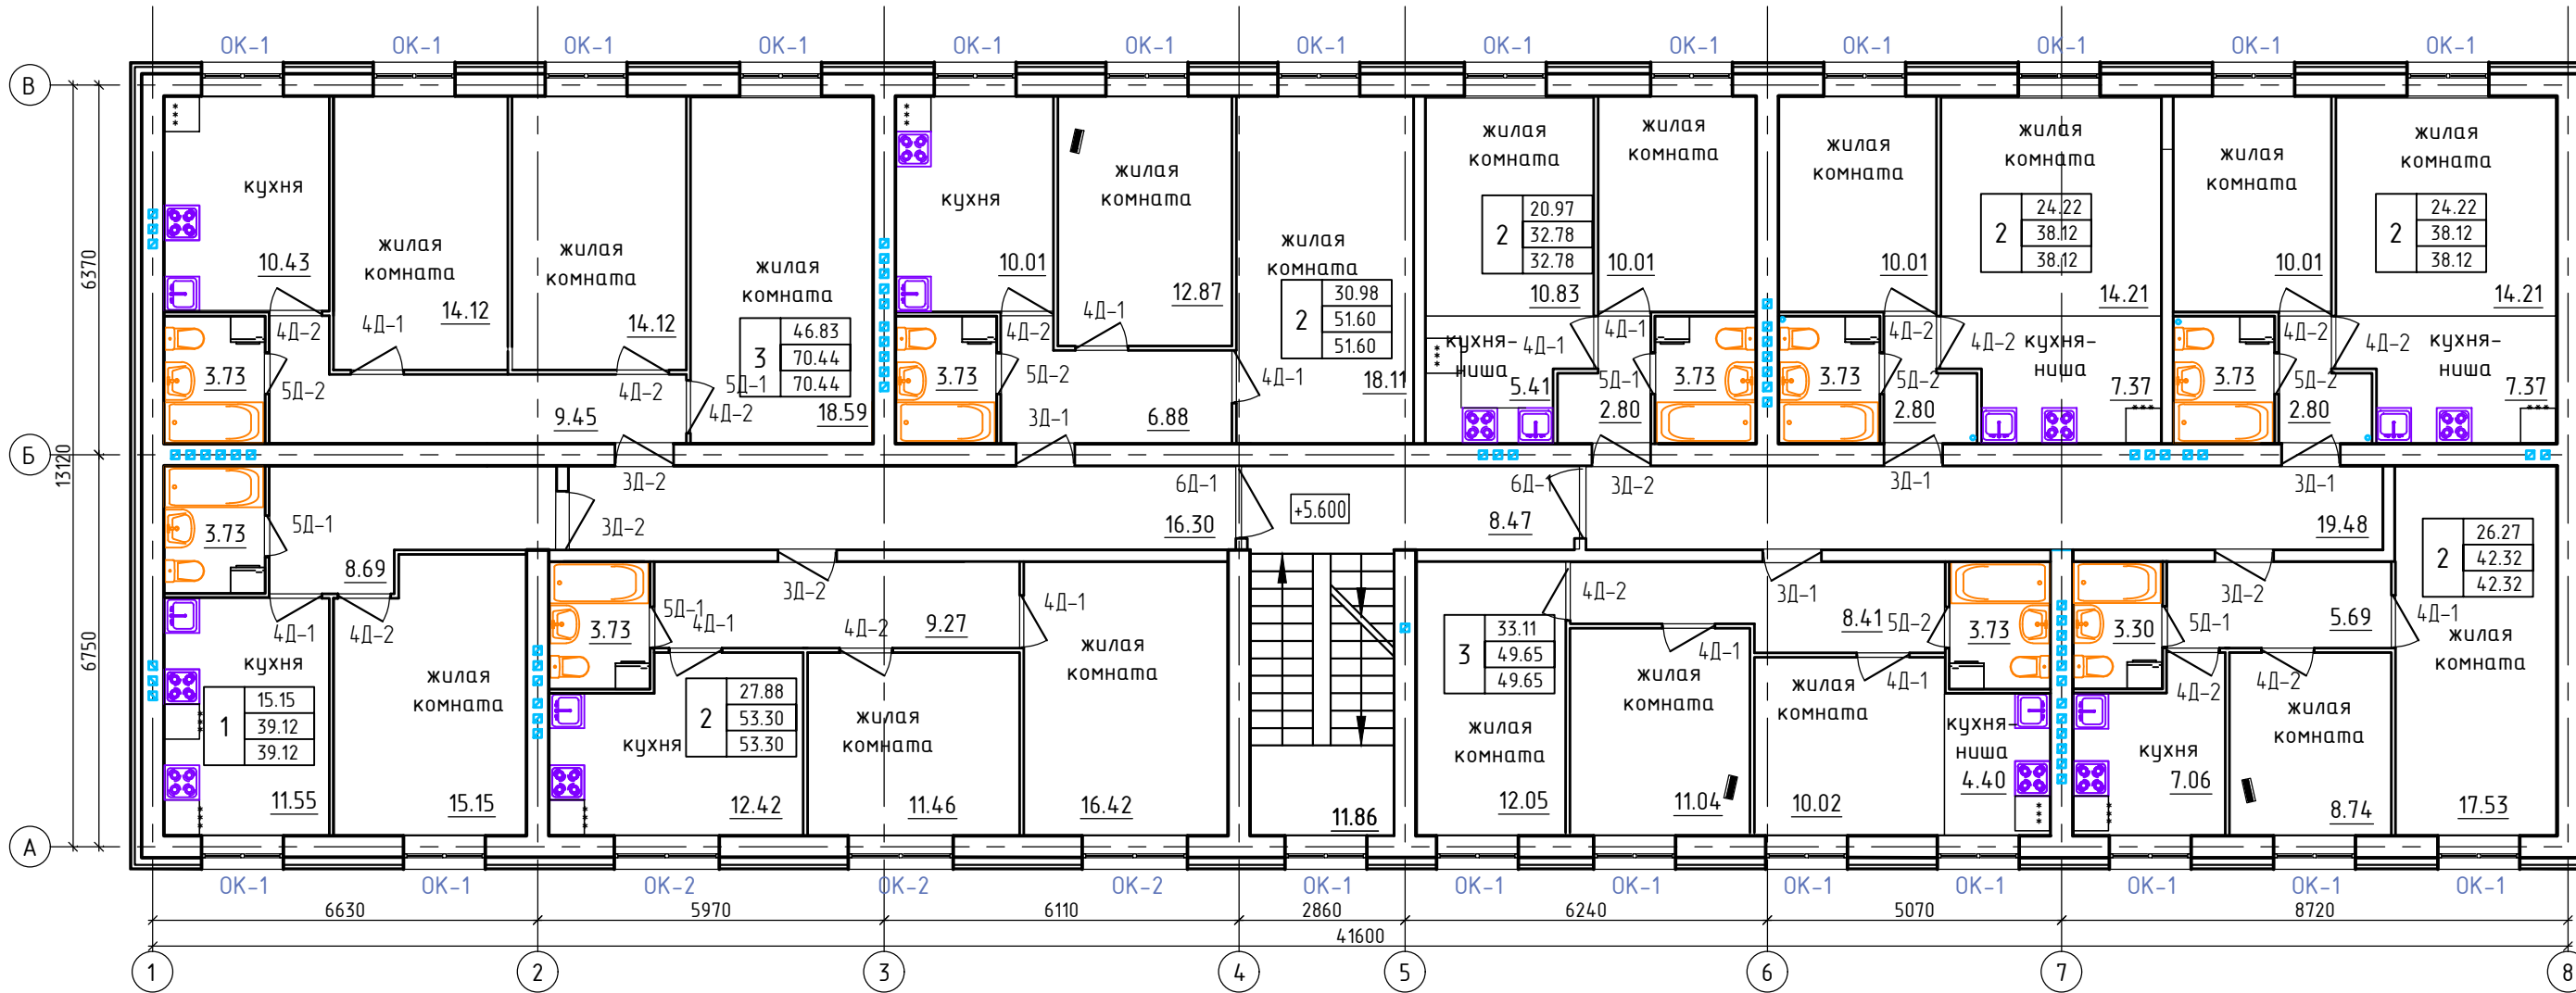 ОК-1 ОК-1 ОК-1 ОК-1 ОК-1 ОК-1 ОК-1 ОК-1 ОК-1 ОК-1 ОК-1 ОК-1 ОК-1
В
6370
Б
13120
6750
А
кухня
10.43
4Д-2
3.73
5Д-2
жилая
комната
14.12
4Д-1
жилая
комната
14.12
4Д-2
9.45
жилая
комната
3
46.83
70.44
70.44
5Д-1
4Д-2
18.59
3Д-2
кухня
10.01
4Д-2
3.73
5Д-2
жилая
комната
12.87
4Д-1
3Д-1
6.88
жилая
комната
2
30.98
51.60
51.60
4Д-1
18.11
жилая
комната
2
20.97
32.78
32.78
10.83
кухня-
ниша
4Д-1
5.41
жилая
комната
10.01
4Д-1
5Д-1
3.73
2.80
3Д-2
жилая
комната
10.01
4Д-2
3.73
5Д-2
2.80
3Д-1
жилая
комната
2
24.22
38.12
38.12
14.21
4Д-2
кухня-
ниша
7.37
жилая
комната
10.01
4Д-2
3.73
5Д-2
2.80
3Д-1
жилая
комната
2
24.22
38.12
38.12
14.21
4Д-2
кухня-
ниша
7.37
3.73
5Д-1
8.69
3Д-2
16.30
6Д-1
+5.600
8.47
6Д-1
19.48
4Д-1
4Д-2
кухня
1
15.15
39.12
39.12
11.55
жилая
комната
15.15
3.73
5Д-1
4Д-1
3Д-2
4Д-2
9.27
4Д-1
кухня
2
27.88
53.30
53.30
12.42
жилая
комната
11.46
жилая
комната
16.42
11.86
4Д-2
3
33.11
49.65
49.65
жилая
комната
12.05
3Д-1
8.41
5Д-2
3.73
4Д-1
жилая
комната
11.04
4Д-1
жилая
комната
10.02
кухня-
ниша
4.40
3.30
5Д-1
3Д-2
5.69
4Д-1
4Д-2
4Д-2
кухня
7.06
жилая
комната
8.74
2
26.27
42.32
42.32
жилая
комната
17.53
ОК-1 ОК-1 ОК-2 ОК-2 ОК-2 ОК-1 ОК-1 ОК-1 ОК-1 ОК-1 ОК-1 ОК-1 ОК-1
6630 5970 6110 2860 6240 5070 8720
41600
1 2 3 4 5 6 7 8